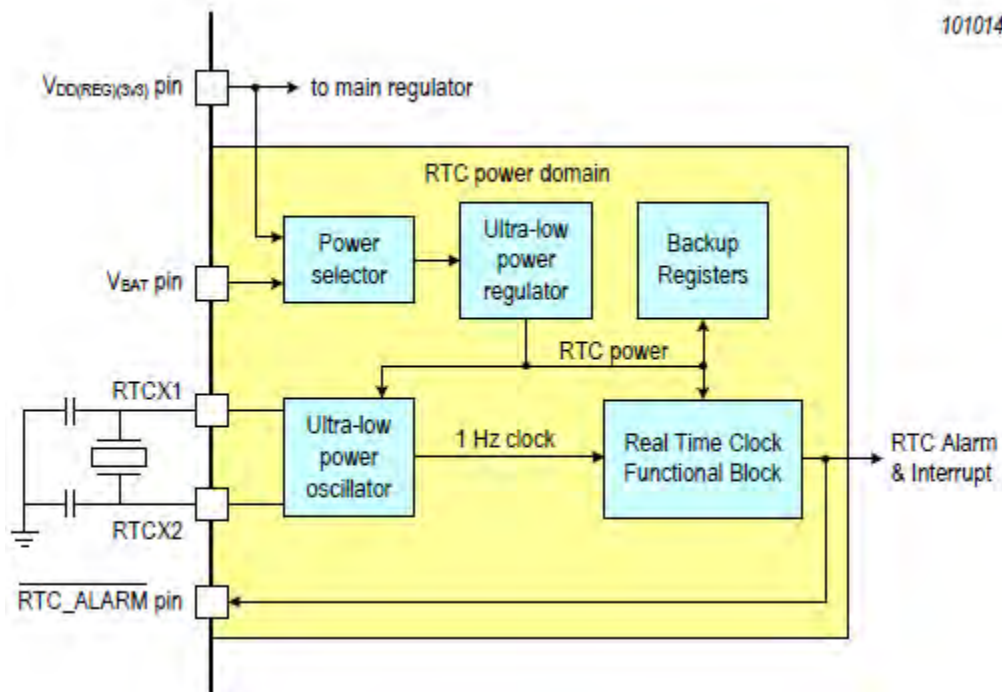 101014
VDD(REG)(3V3) pin
to main regulator
RTC power domain
Power
selector
Ultra-low
power
regulator
Backup
Registers
VBAT pin
RTC power
RTCX1
Ultra-low
power
oscillator
1 Hz clock
Real Time Clock
Functional Block
RTC Alarm
& Interrupt
RTCX2
RTC_ALARM pin